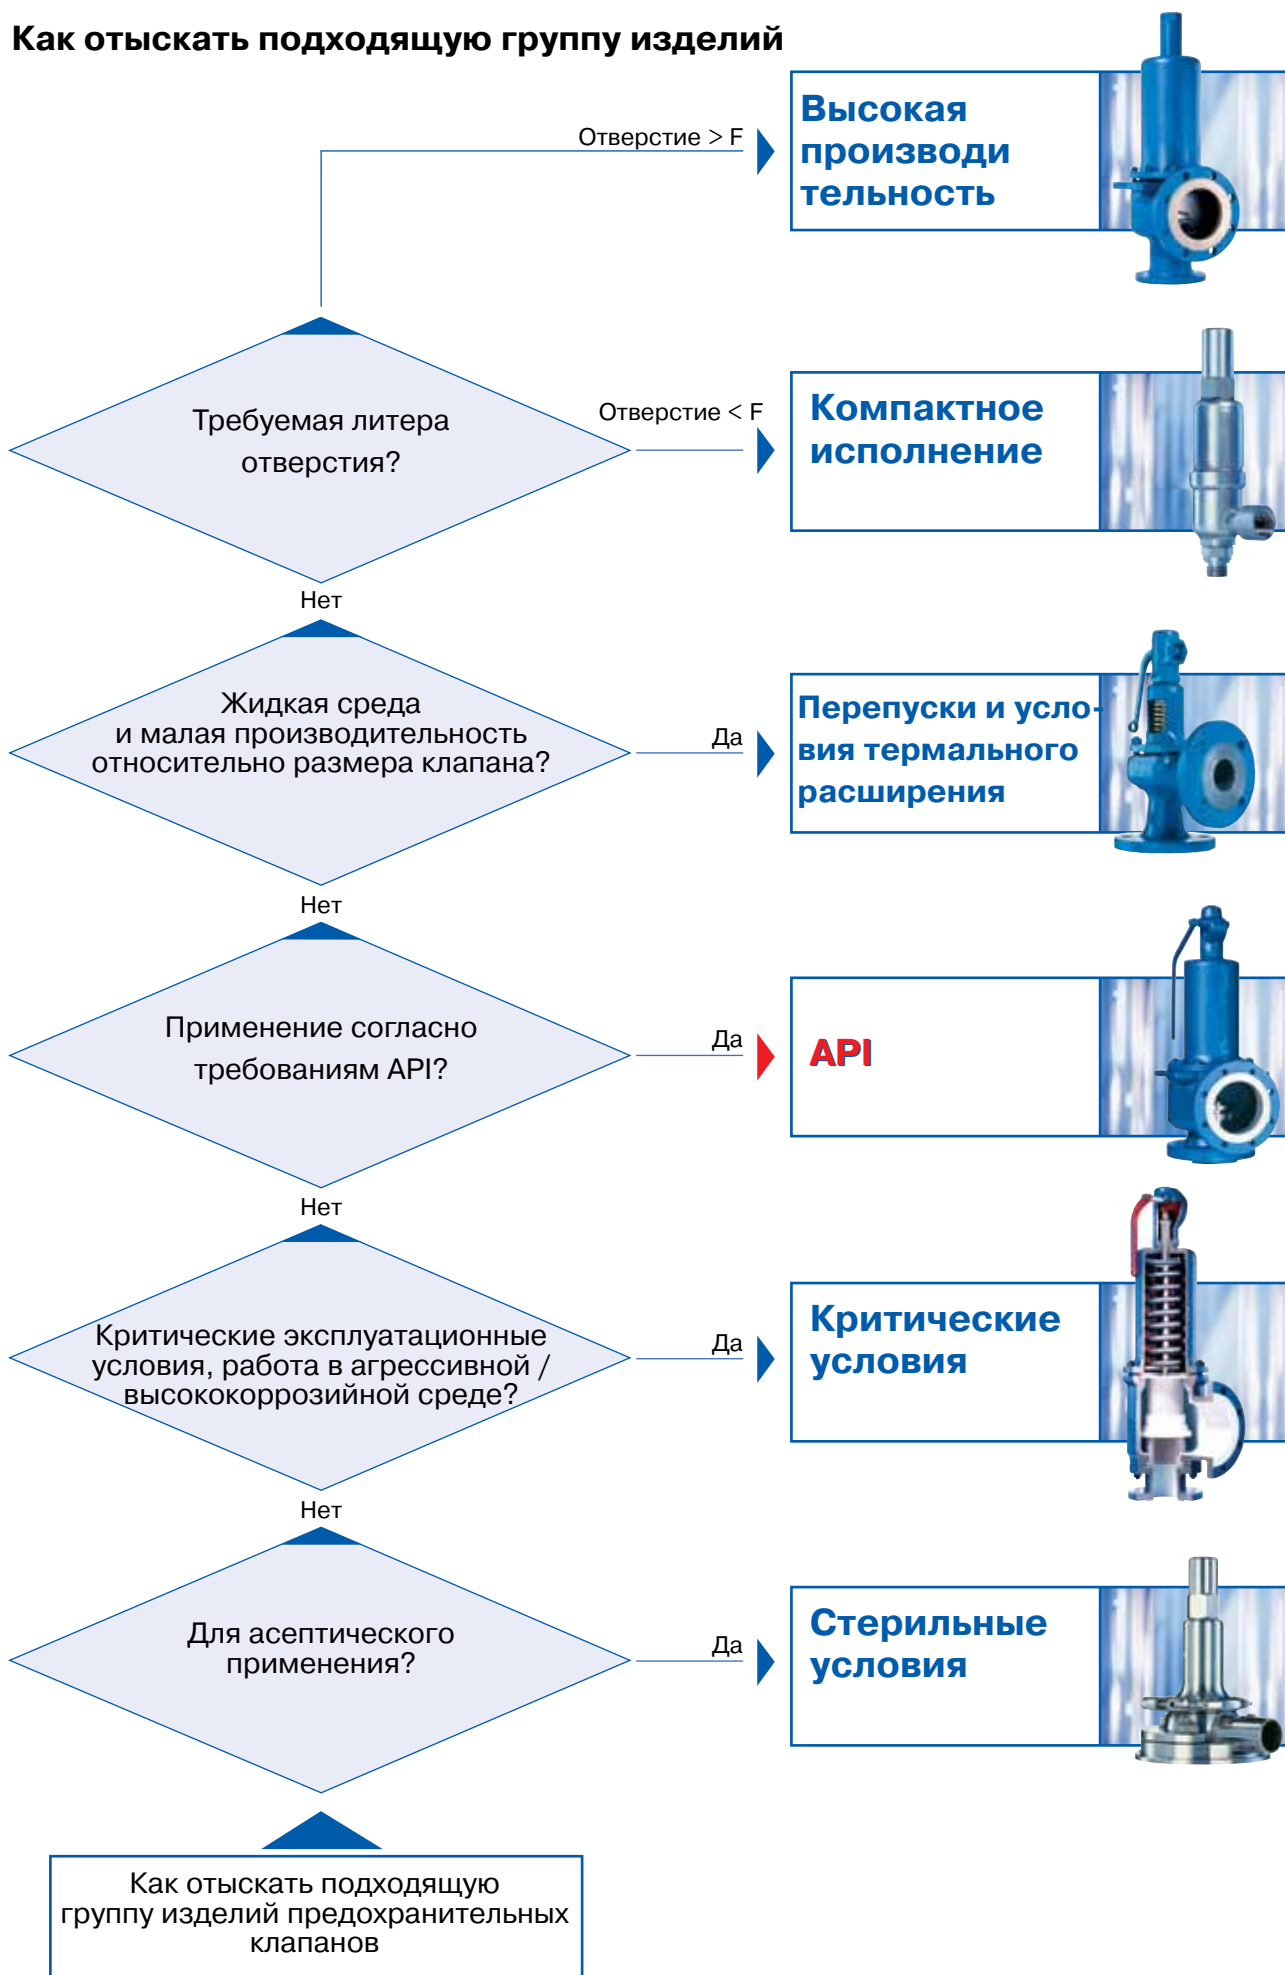 Как отыскать подходящую группу изделий
Отверстие > F
Высокая
производи
тельность
Требуемая литера
отверстия?
Отверстие < F
Компактное
исполнение
Нет
Жидкая среда
и малая производительность
относительно размера клапана?
Да
Перепуски и усло-
вия термального
расширения
Нет
Применение согласно
требованиям API?
Да
API
Нет
Критические эксплуатационные
условия, работа в агрессивной /
высококоррозийной среде?
Да
Критические
условия
Нет
Для асептического
применения?
Да
Стерильные
условия
Как отыскать подходящую
группу изделий предохранительных
клапанов